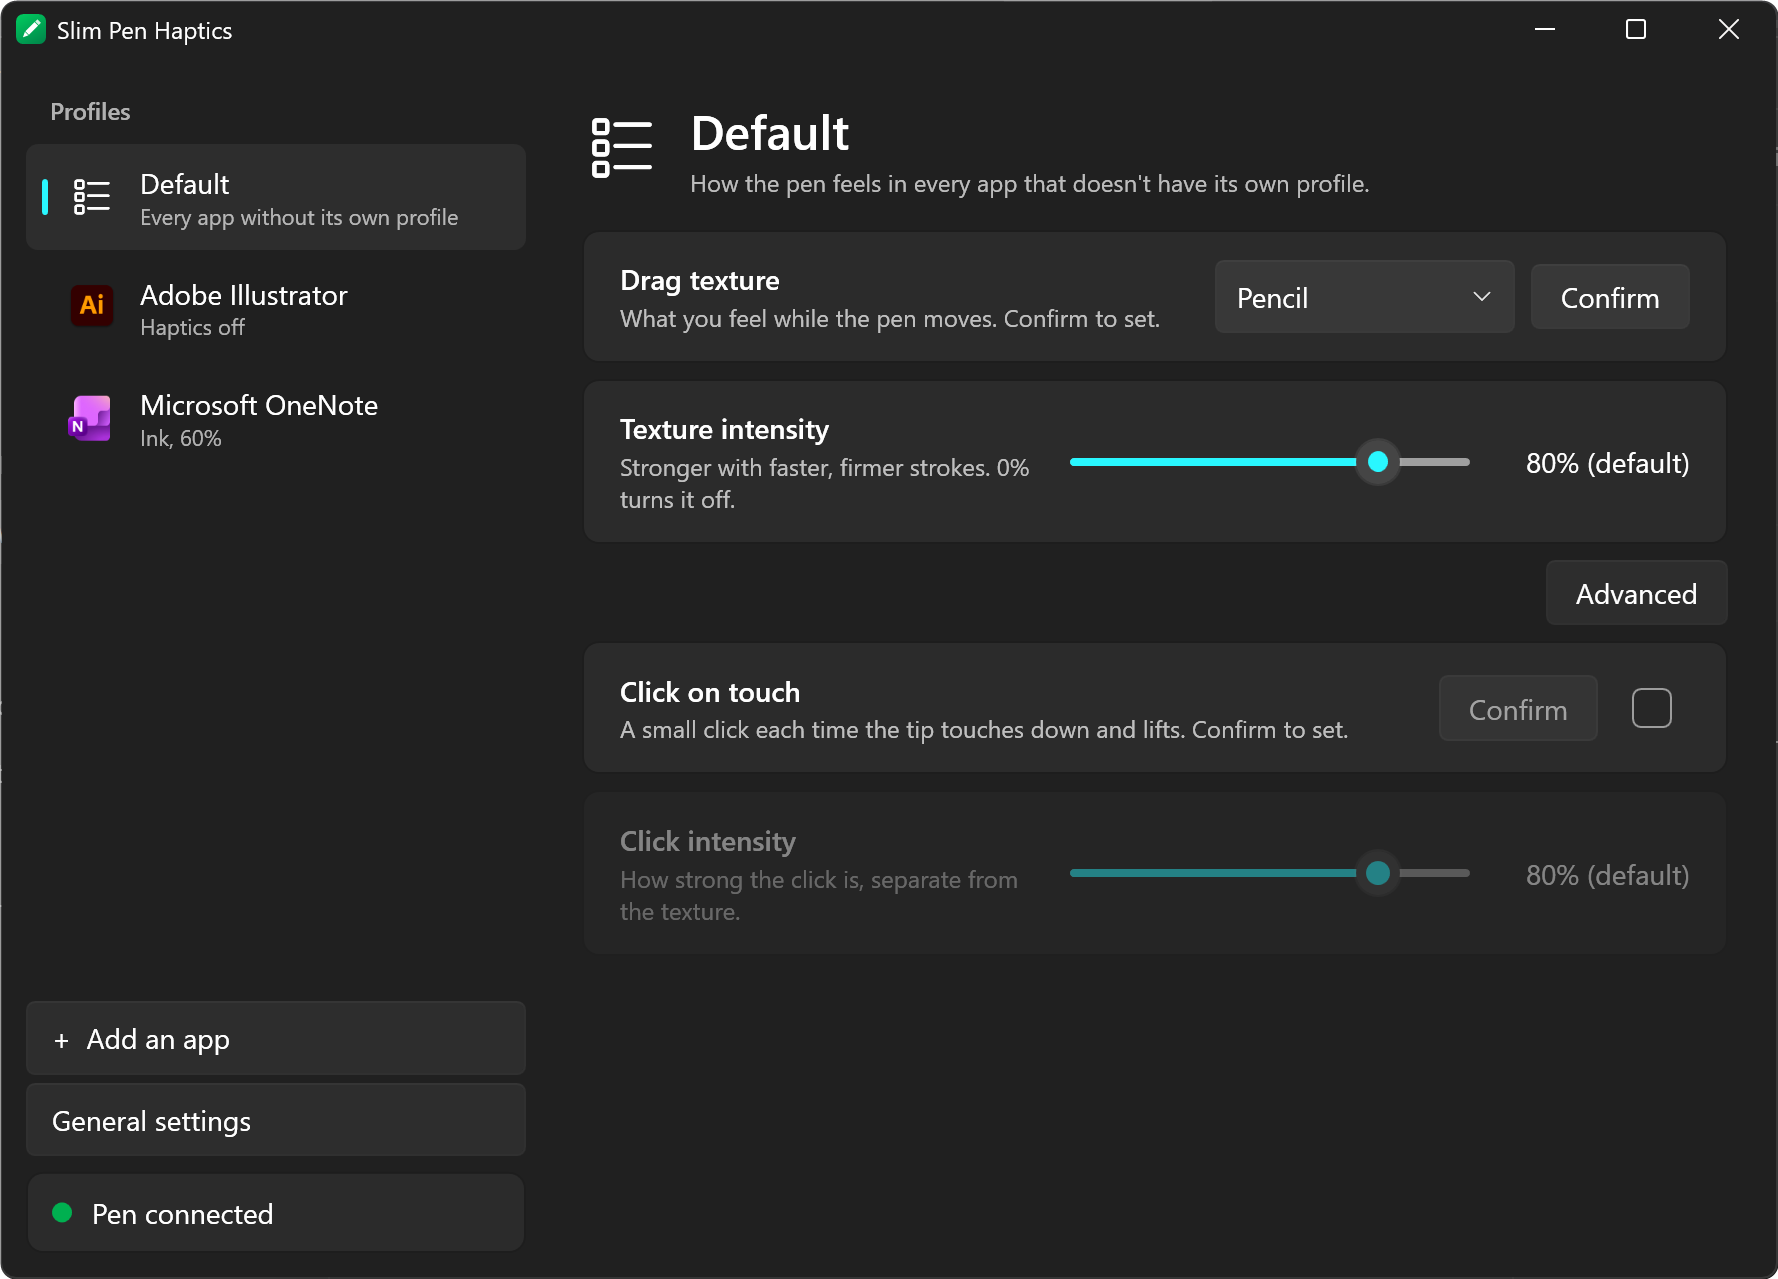 Slim Pen Haptics
Profiles
Default
Every app without its own profile
Ai
Adobe Illustrator
Haptics off
N
Microsoft OneNote
Ink, 60%
+ Add an app
General settings
Pen connected
Default
How the pen feels in every app that doesn't have its own profile.
Drag texture
What you feel while the pen moves. Confirm to set.
Pencil
Confirm
Texture intensity
Stronger with faster, firmer strokes. 0%
turns it off.
80% (default)
Advanced
Click on touch
A small click each time the tip touches down and lifts. Confirm to set.
Confirm
Click intensity
How strong the click is, separate from
the texture.
80% (default)